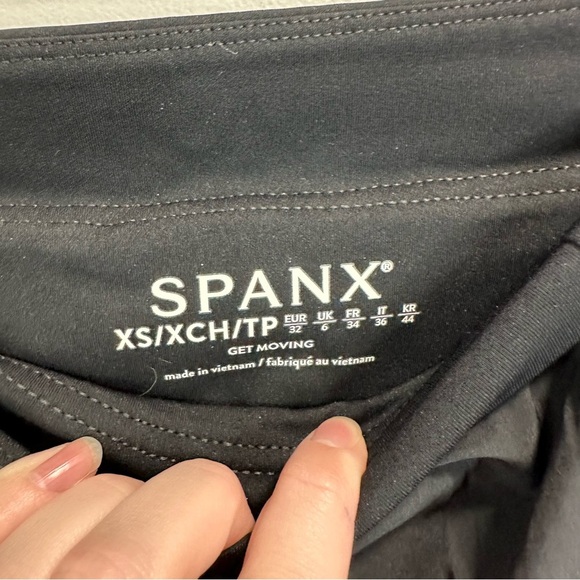 SPANX®
XS/XCH/TP EUR 32 UK 6 FR 34 IT 36 KR 44
GET MOVING
made in vietnam / fabriqué au vietnam